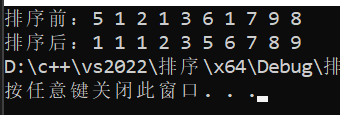 排序前：5 1 2 1 3 6 1 7 9 8
排序后：1 1 1 2 3 5 6 7 8 9
D:\c++\vs2022\排序\x64\Debug\排
按任意键关闭此窗口. . .